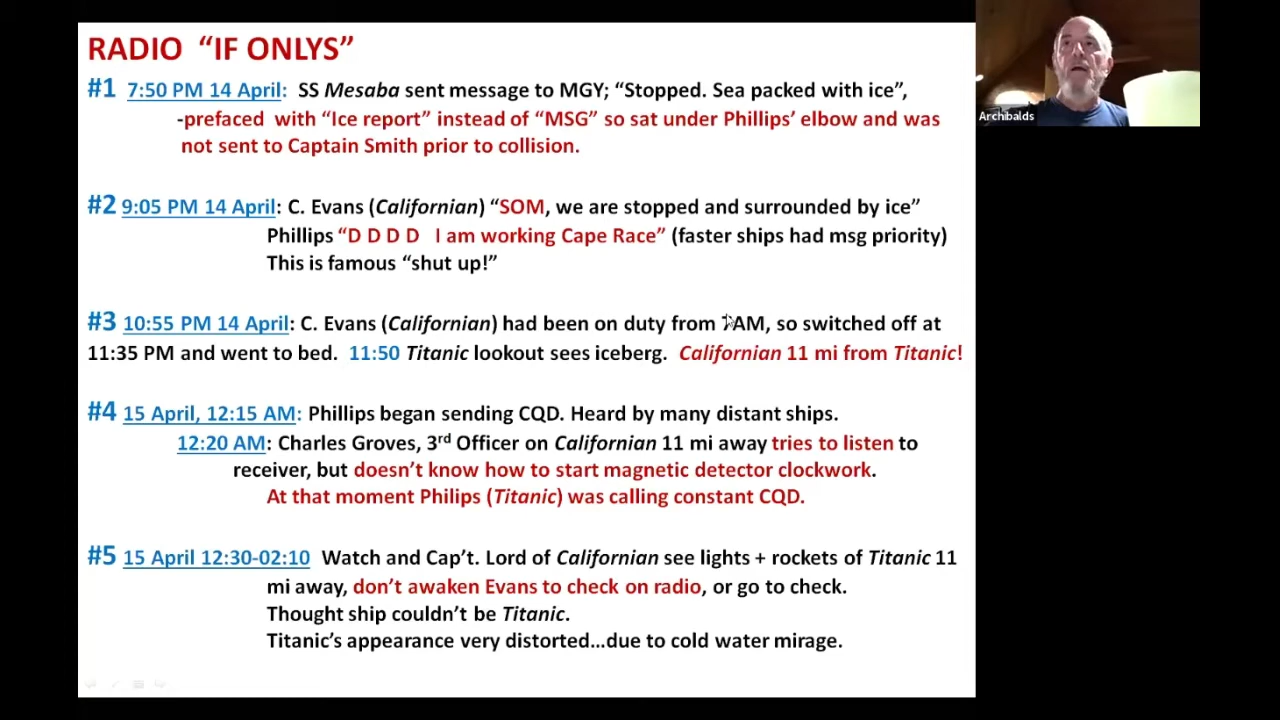 RADIO “IF ONLYS”
#1 7:50 PM 14 April: SS Mesaba sent message to MGY; “Stopped. Sea packed with ice”,
-prefaced with “Ice report” instead of “MSG” so sat under Phillips’ elbow and was
not sent to Captain Smith prior to collision.
#2 9:05 PM 14 April: C. Evans (Californian) “SOM, we are stopped and surrounded by ice”
Phillips “D D D D I am working Cape Race” (faster ships had msg priority)
This is famous “shut up!”
#3 10:55 PM 14 April: C. Evans (Californian) had been on duty from 7AM, so switched off at
11:35 PM and went to bed. 11:50 Titanic lookout sees iceberg. Californian 11 mi from Titanic!
#4 15 April, 12:15 AM: Phillips began sending CQD. Heard by many distant ships.
12:20 AM: Charles Groves, 3rd Officer on Californian 11 mi away tries to listen to
receiver, but doesn’t know how to start magnetic detector clockwork.
At that moment Philips (Titanic) was calling constant CQD.
#5 15 April 12:30-02:10 Watch and Cap’t. Lord of Californian see lights + rockets of Titanic 11
mi away, don’t awaken Evans to check on radio, or go to check.
Thought ship couldn’t be Titanic.
Titanic’s appearance very distorted…due to cold water mirage.
Archibalds